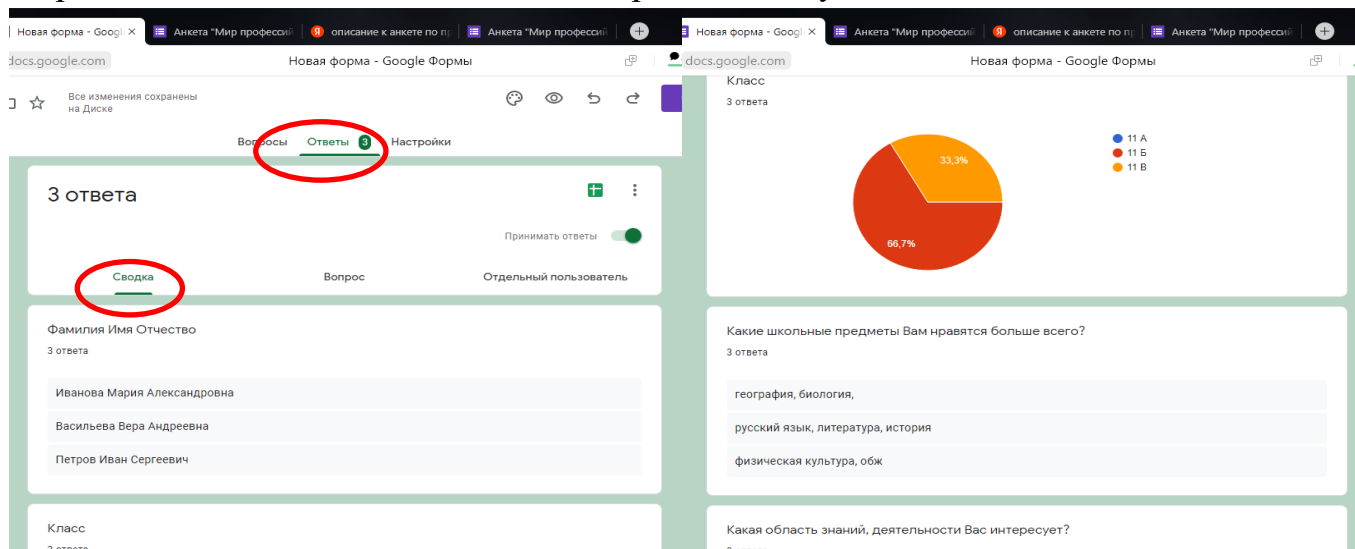 Новая форма - Googl
Анкета "Мир профессий
описание к анкете по пр
Анкета "Мир профессий
docs.google.com
Новая форма - Google Формы
Все изменения сохранены
на Диске
Вопросы Ответы 3 Настройки
3 ответа
Принимать ответы
Сводка Вопрос Отдельный пользователь
Фамилия Имя Отчество
3 ответа
Иванова Мария Александровна
Васильева Вера Андреевна
Петров Иван Сергеевич
Класс
3 ответа
Новая форма - Googl
Анкета "Мир профессий
описание к анкете по пр
Анкета "Мир профессий
docs.google.com
Новая форма - Google Формы
Класс
3 ответа
33,3%
66,7%
11 А
11 Б
11 В
Какие школьные предметы Вам нравятся больше всего?
3 ответа
география, биология,
русский язык, литература, история
физическая культура, обж
Какая область знаний, деятельности Вас интересует?